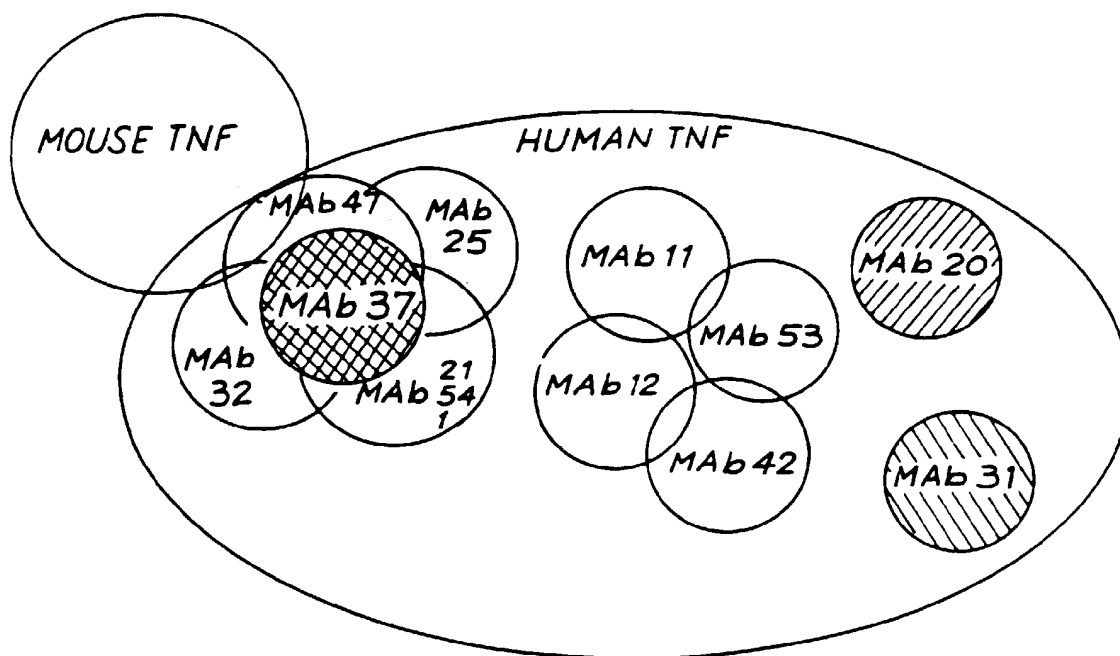 MOUSE TNF
HUMAN TNF
MAb 47
MAb
25
MAb 37
MAb
32
MAb 21
54
1
MAb 11
MAb 53
MAb 12
MAb 42
MAb 20
MAb 31